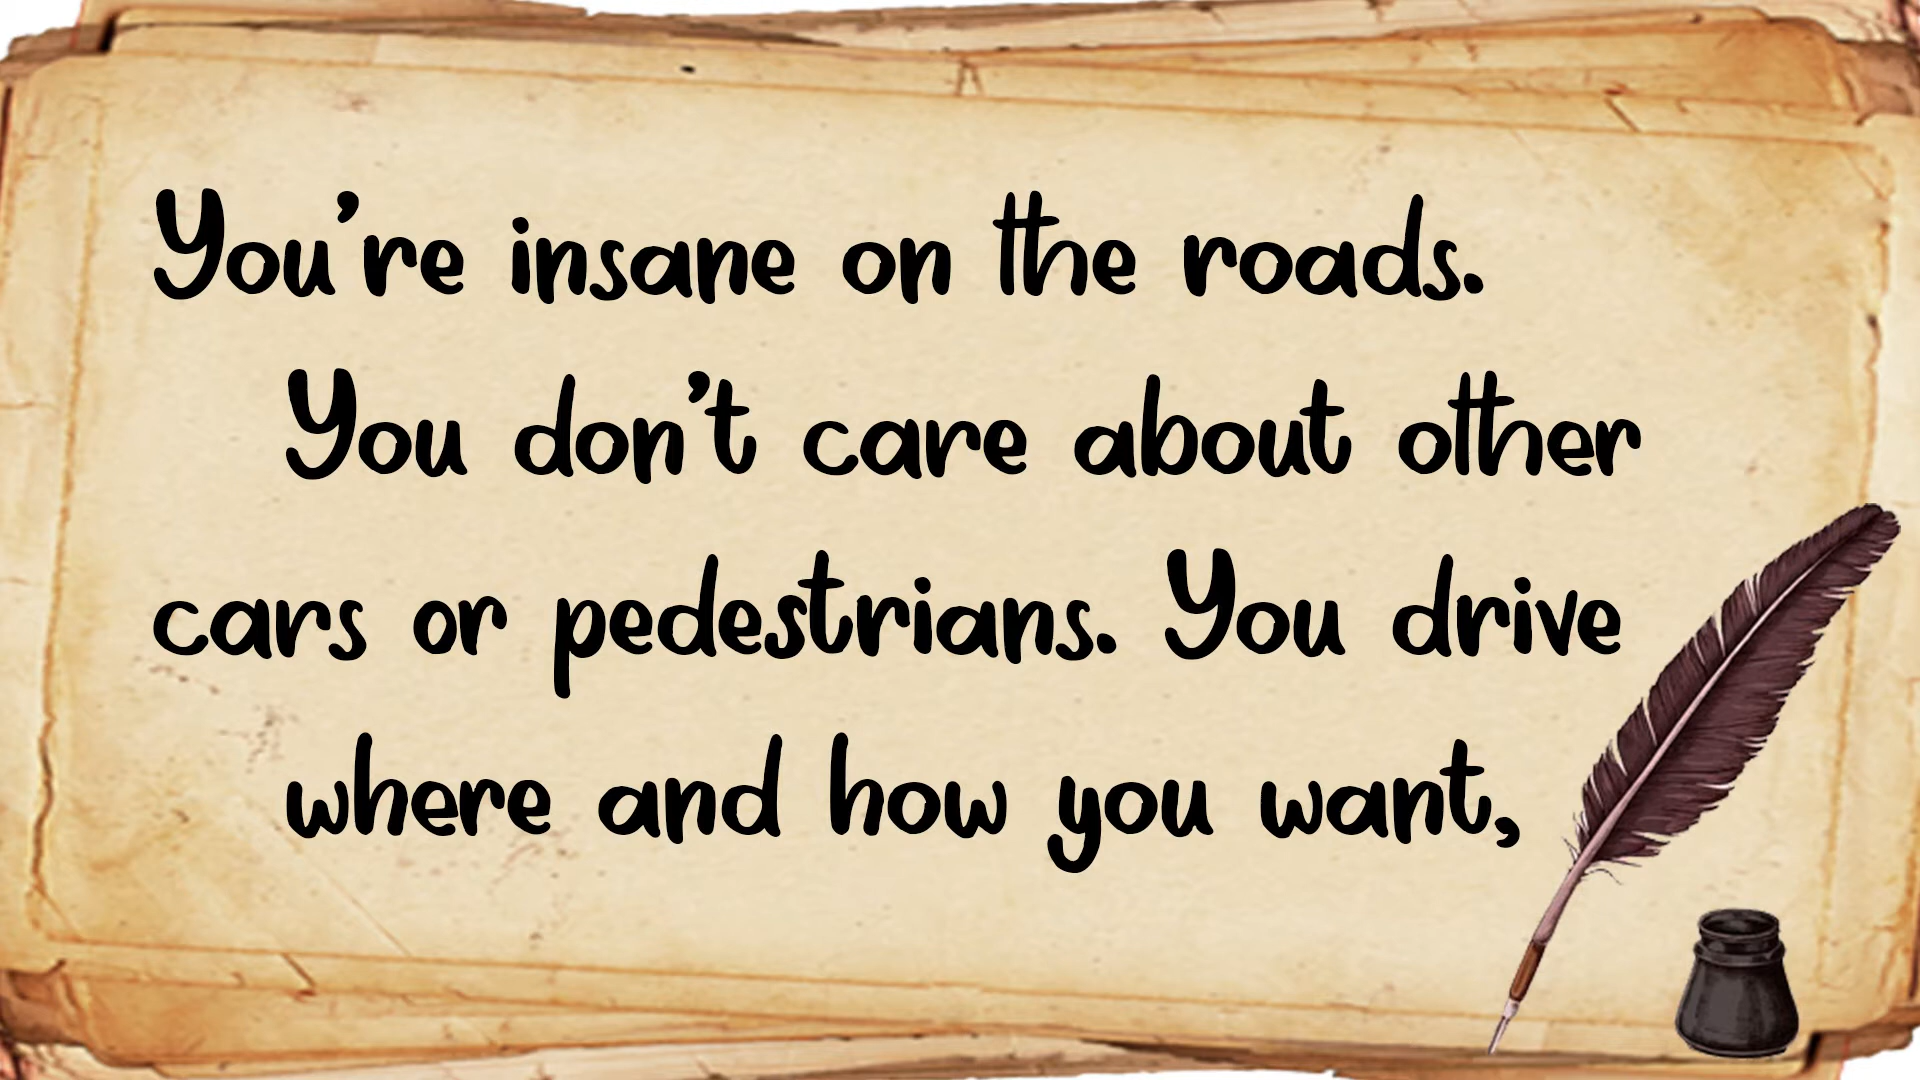 You're insane on the roads.
You don't care about other
cars or pedestrians. You drive
where and how you want,